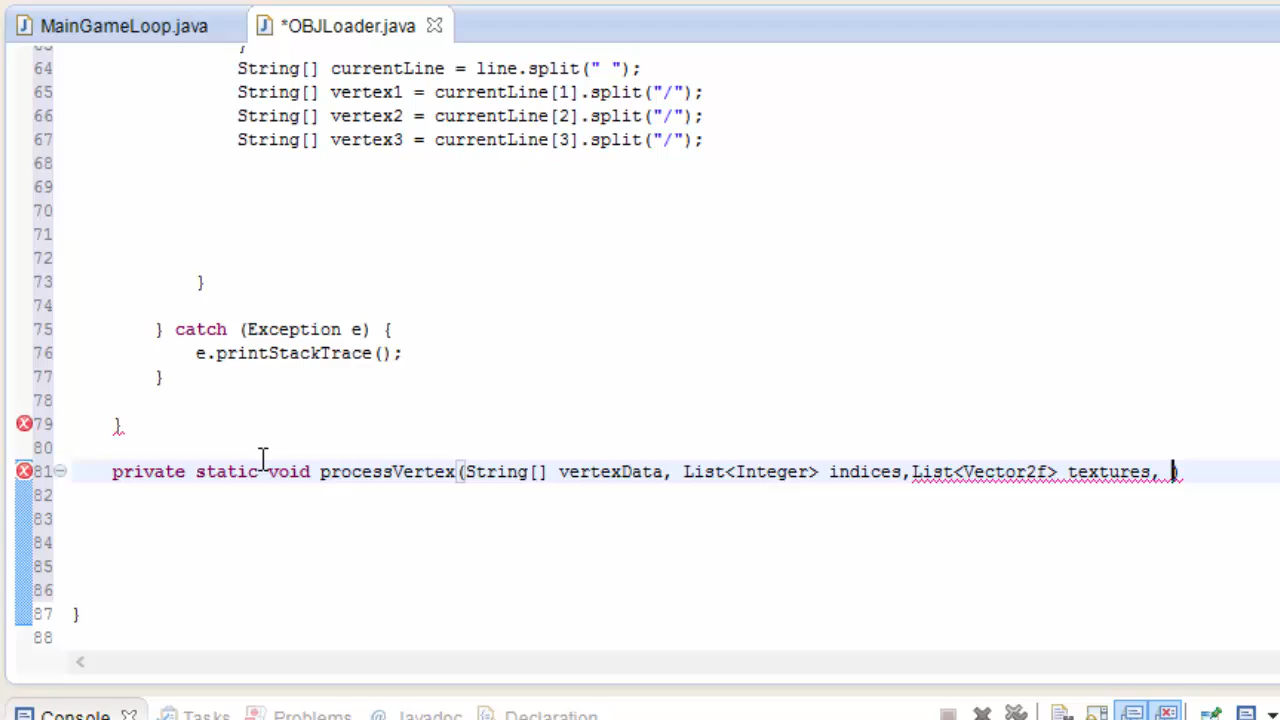 MainGameLoop.java *OBJLoader.java
63 }
64 String[] currentLine = line.split(" ");
65 String[] vertex1 = currentLine[1].split("/");
66 String[] vertex2 = currentLine[2].split("/");
67 String[] vertex3 = currentLine[3].split("/");
68
69
70
71
72
73 }
74
75 } catch (Exception e) {
76 e.printStackTrace();
77 }
78
79 }
80
81 private static void processVertex(String[] vertexData, List<Integer> indices,List<Vector2f> textures, )
82
83
84
85
86
87 }
88
Console Tasks Problems @ Javadoc Declaration